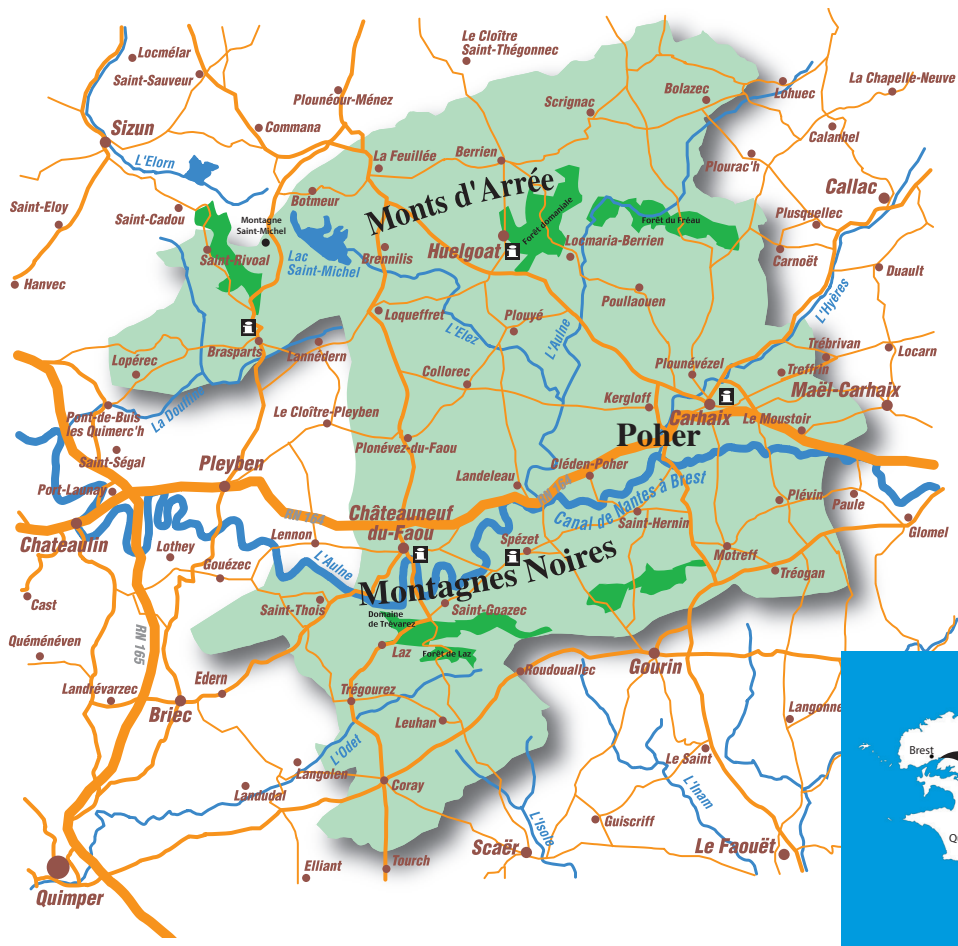 Le Cloître
Saint-Thégonnec
Locmélar
Saint-Sauveur
La Chapelle-Neuve
Plounéour-Ménez
Bolazec
Lohuec
Scrignac
Sizun
Commana
Calanhel
La Feuillée
Berrien
Plourac'h
L'Elorn
Callac
Botmeur
Monts d'Arrée
Saint-Eloy
Saint-Cadou
Montagne
Saint-Michel
Forêt domaniale
Forêt du Fréau
Plusquellec
Huelgoat
Locmaria-Berrien
Saint-Rivoal
Lac
Saint-Michel
Brennilis
Carnoët
Duault
Hanvec
Poullaouen
L'Hyères
Loqueffret
Plouyé
L'Elez
L'Aulne
Brasparts
Lannédern
Lopérec
Trébrivan
Locarn
Plounévézel
Treffrin
Collorec
Maël-Carhaix
Kergloff
Carhaix
Le Moustoir
La Doufine
Pont-de-Buis
les Quimerc'h
Le Cloître-Pleyben
Poher
Plonévez-du-Faou
Saint-Ségal
Pleyben
Cléden-Poher
Landeleau
Port-Launay
RN 164
Canal de Nantes à Brest
Plévin
Paule
Châteauneuf
du-Faou
RN 164
Saint-Hernin
Glomel
Chateaulin
Lennon
Spézet
Lothey
Motreff
Gouézec
L'Aulne
Montagnes Noires
Tréogan
Cast
Saint-Thois
Domaine
de Trévarez
Saint-Goazec
Quéménéven
RN 165
Laz
Forêt de Laz
Gourin
Roudouallec
Edern
Landrévarzec
Trégourez
Briec
Leuhan
Langonne
L'Odet
Le Saint
Brest
Langolen
Coray
L'Inam
Landudal
Guiscriff
L'Isole
Q
Scaër
Le Faouët
Elliant
Tourch
Quimper